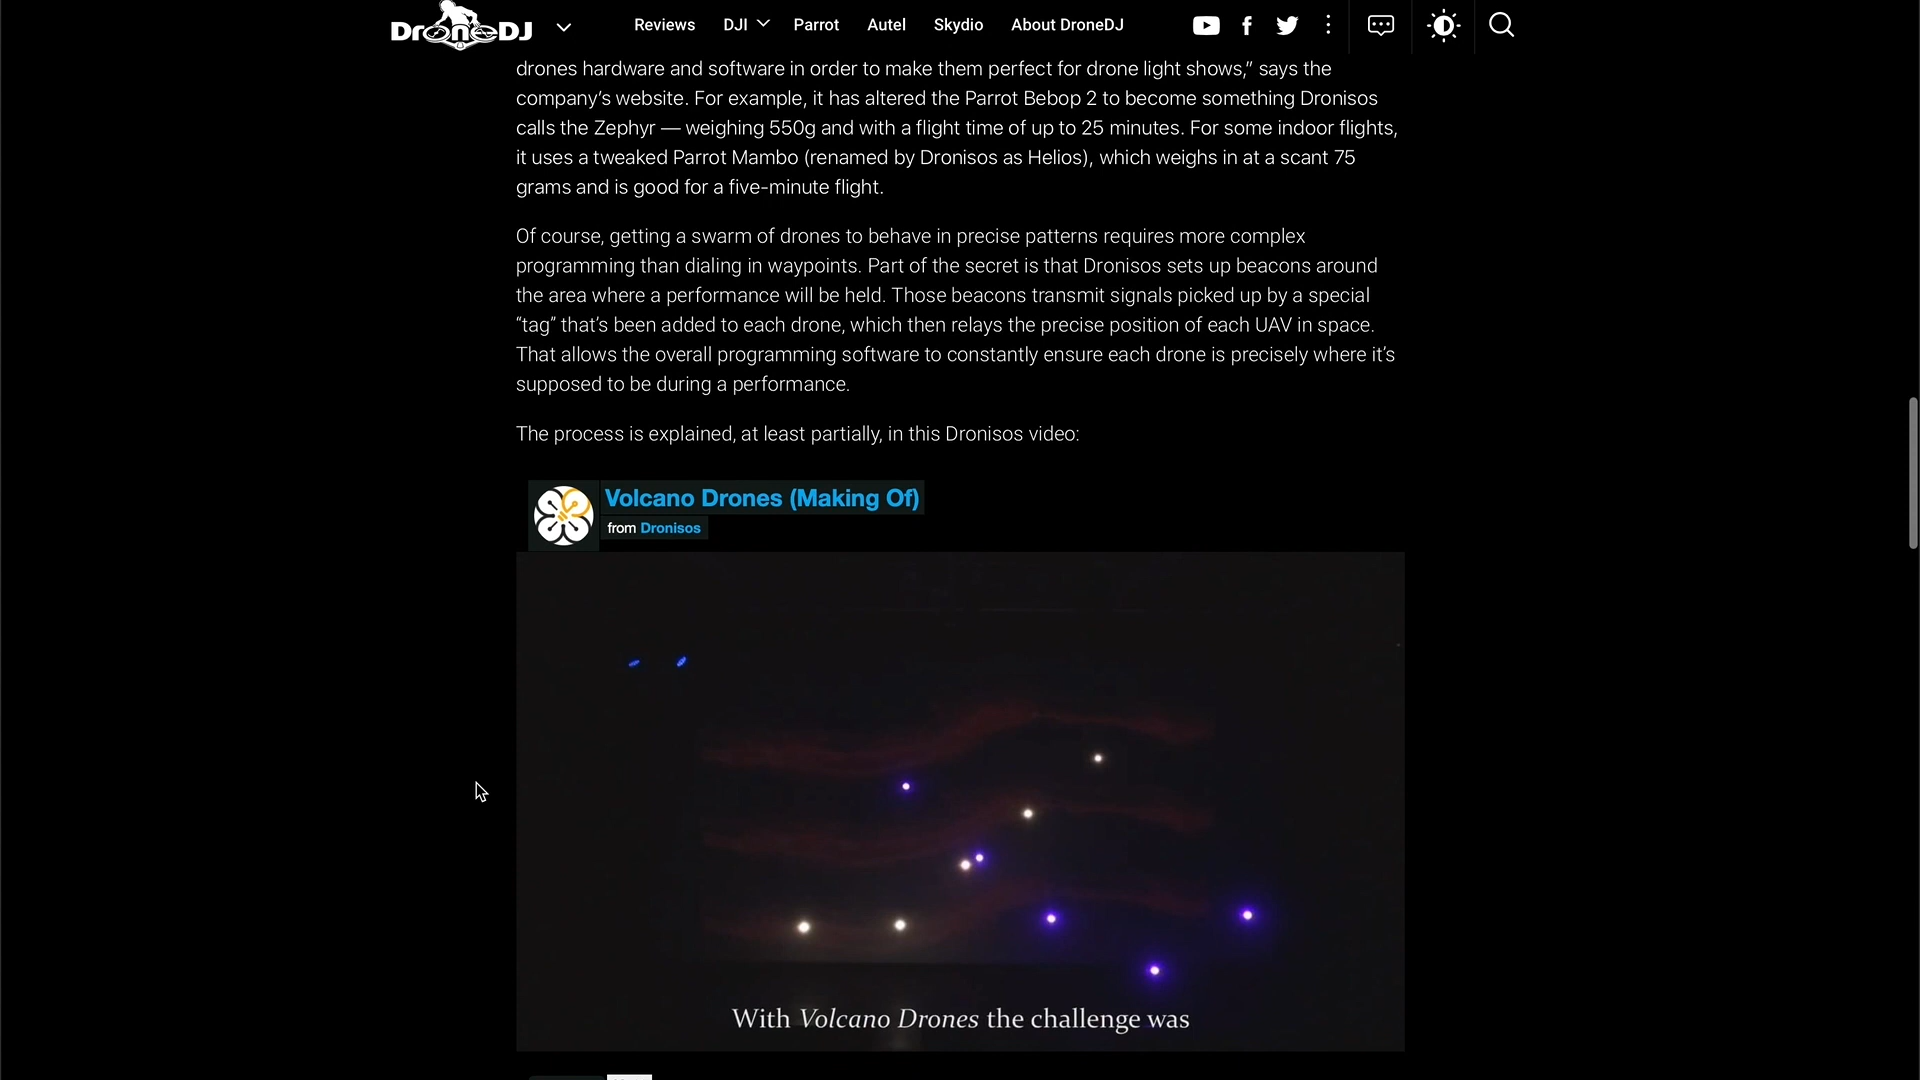 DroneDJ
Reviews DJI Parrot Autel Skydio About DroneDJ
drones hardware and software in order to make them perfect for drone light shows,” says the
company’s website. For example, it has altered the Parrot Bebop 2 to become something Dronisos
calls the Zephyr — weighing 550g and with a flight time of up to 25 minutes. For some indoor flights,
it uses a tweaked Parrot Mambo (renamed by Dronisos as Helios), which weighs in at a scant 75
grams and is good for a five-minute flight.
Of course, getting a swarm of drones to behave in precise patterns requires more complex
programming than dialing in waypoints. Part of the secret is that Dronisos sets up beacons around
the area where a performance will be held. Those beacons transmit signals picked up by a special
“tag” that’s been added to each drone, which then relays the precise position of each UAV in space.
That allows the overall programming software to constantly ensure each drone is precisely where it’s
supposed to be during a performance.
The process is explained, at least partially, in this Dronisos video:
Volcano Drones (Making Of)
from Dronisos
With Volcano Drones the challenge was